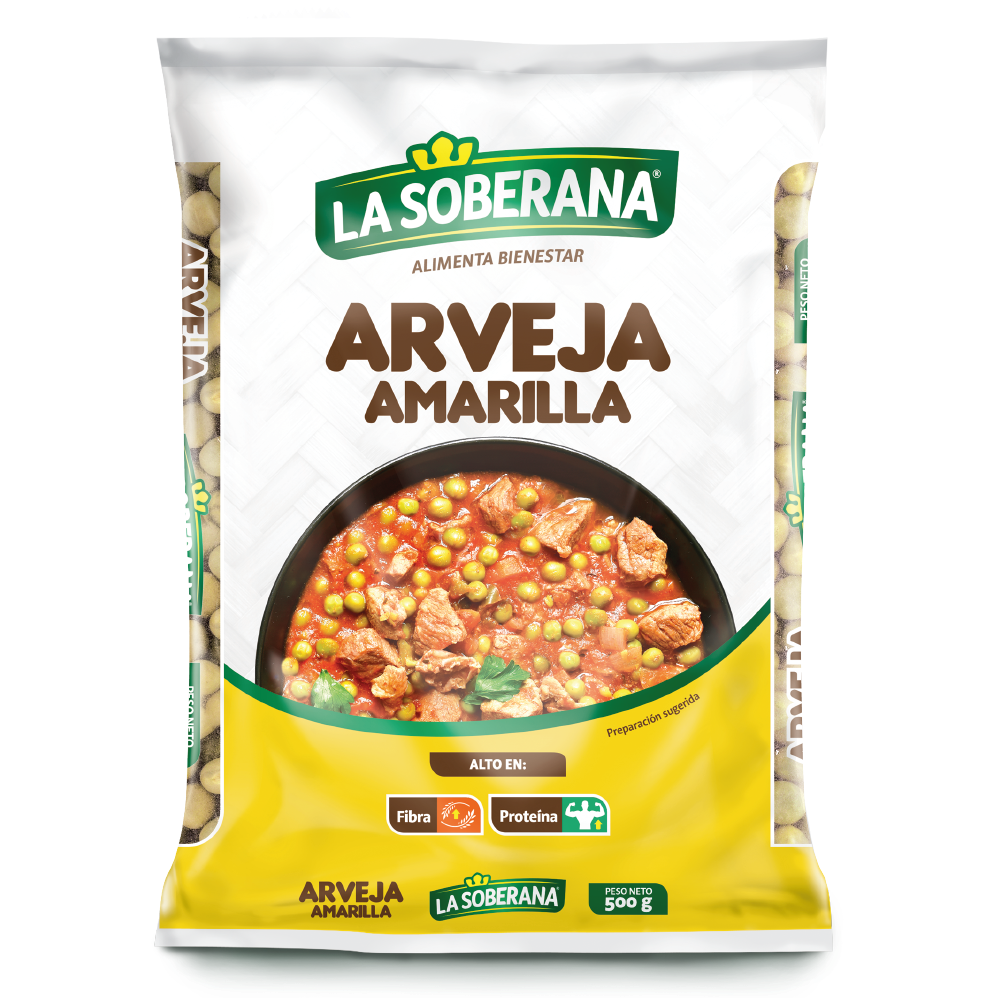 LA SOBERANA®
ALIMENTA BIENESTAR
ARVEJA
AMARILLA
Preparación sugerida
ALTO EN:
Fibra
Proteína
ARVEJA
AMARILLA
LA SOBERANA®
PESO NETO
500 g
ARVEJA
PESO NETO
PESO NETO
ARVEJA